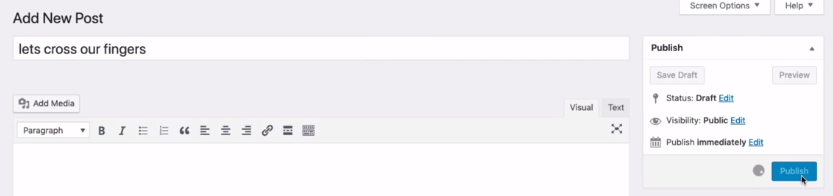 Screen Options ▼ Help ▼
Add New Post
lets cross our fingers
Publish
Save Draft Preview
Add Media
Visual Text
Status: Draft Edit
Paragraph B I
Visibility: Public Edit
Publish immediately Edit
Publish